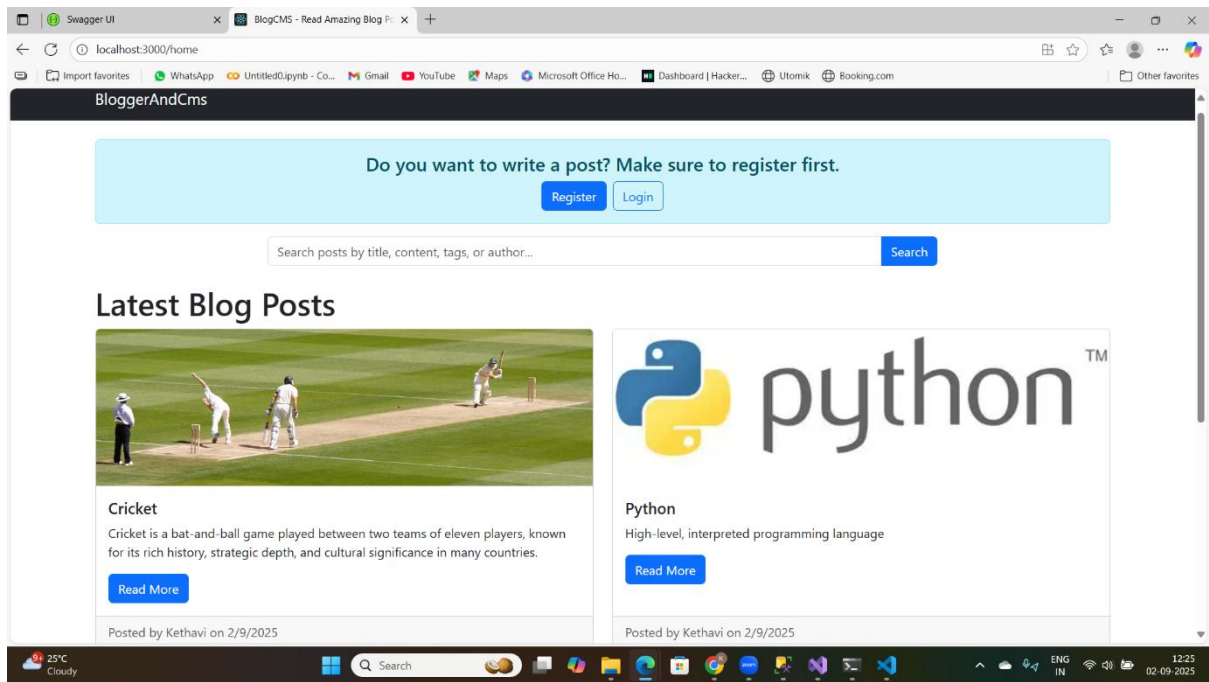 Swagger UI
BlogCMS - Read Amazing Blog Po
localhost:3000/home
Import favorites
WhatsApp
Untitled0.ipynb - Co...
Gmail
YouTube
Maps
Microsoft Office Ho...
Dashboard | Hacker...
Utomik
Booking.com
Other favorites
BloggerAndCms
Do you want to write a post? Make sure to register first.
Register
Login
Search posts by title, content, tags, or author...
Search
Latest Blog Posts
python™
Cricket
Cricket is a bat-and-ball game played between two teams of eleven players, known
for its rich history, strategic depth, and cultural significance in many countries.
Read More
Posted by Kethavi on 2/9/2025
Python
High-level, interpreted programming language
Read More
Posted by Kethavi on 2/9/2025
9+
25°C
Cloudy
Search
ENG
IN
12:25
02-09-2025